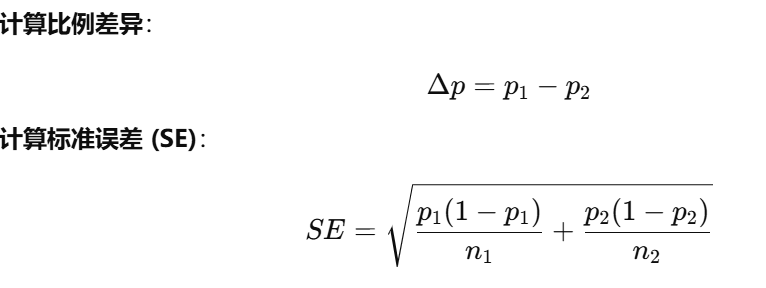 计算比例差异：
Δp = p₁ − p₂
计算标准误差 (SE)：
SE = √(p₁(1 − p₁)/n₁ + p₂(1 − p₂)/n₂)